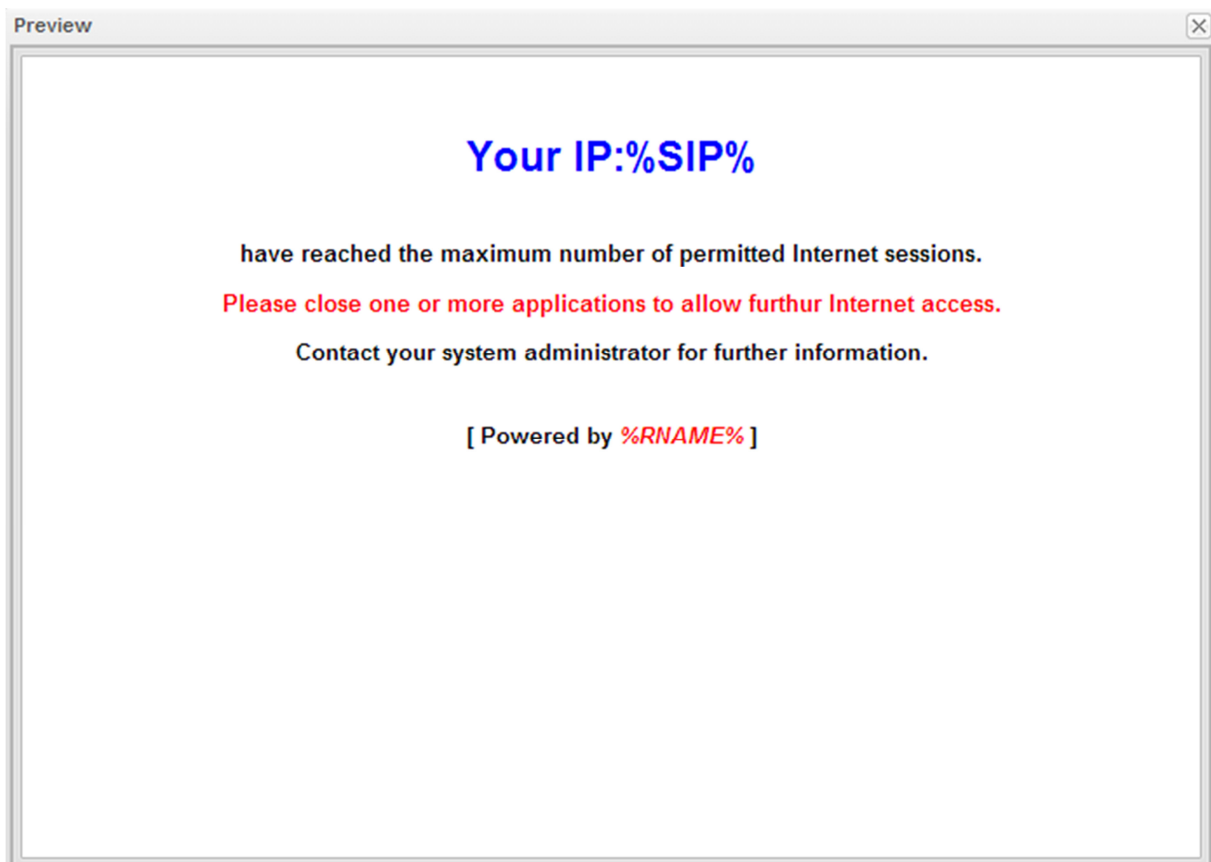 Preview
Your IP:%SIP%
have reached the maximum number of permitted Internet sessions.
Please close one or more applications to allow furthur Internet access.
Contact your system administrator for further information.
[ Powered by %RNAME% ]